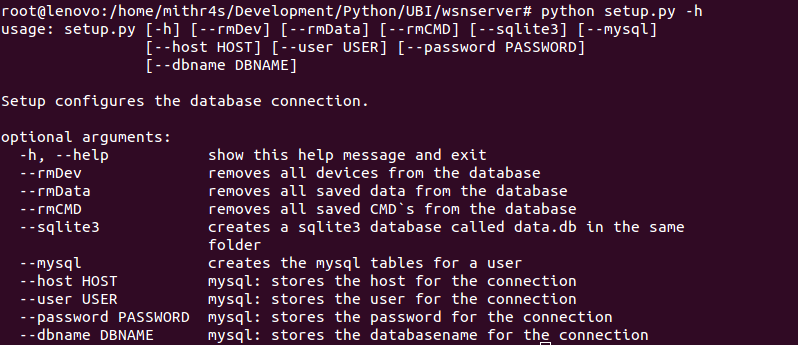 root@lenovo:/home/mithr4s/Development/Python/UBI/wsnserver# python setup.py -h
usage: setup.py [-h] [--rmDev] [--rmData] [--rmCMD] [--sqlite3] [--mysql]
                [--host HOST] [--user USER] [--password PASSWORD]
                [--dbname DBNAME]

Setup configures the database connection.

optional arguments:
  -h, --help           show this help message and exit
  --rmDev              removes all devices from the database
  --rmData             removes all saved data from the database
  --rmCMD              removes all saved CMD`s from the database
  --sqlite3            creates a sqlite3 database called data.db in the same
                       folder
  --mysql              creates the mysql tables for a user
  --host HOST          mysql: stores the host for the connection
  --user USER          mysql: stores the user for the connection
  --password PASSWORD  mysql: stores the password for the connection
  --dbname DBNAME      mysql: stores the databasename for the connection